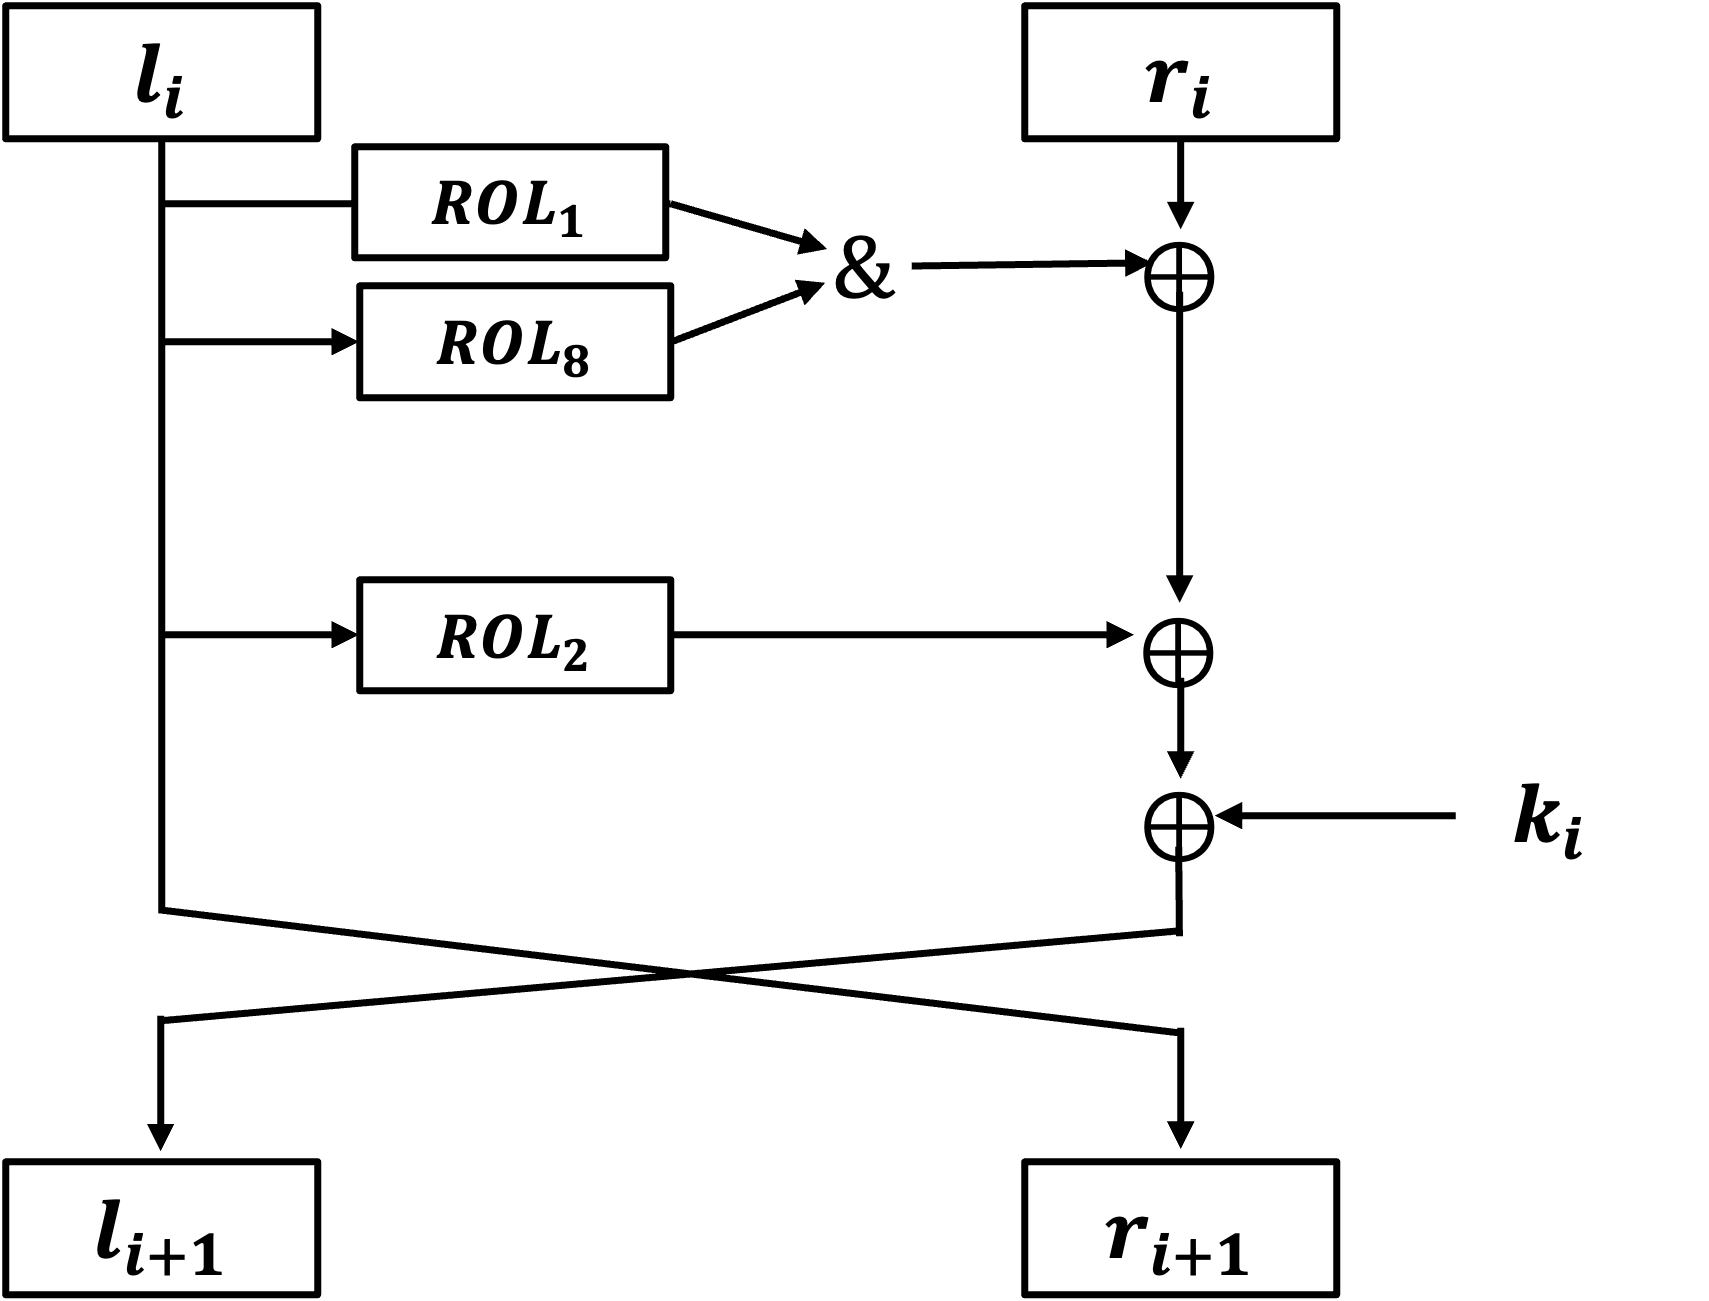 l_i
r_i
ROL_1
&
ROL_8
ROL_2
k_i
l_{i+1}
r_{i+1}